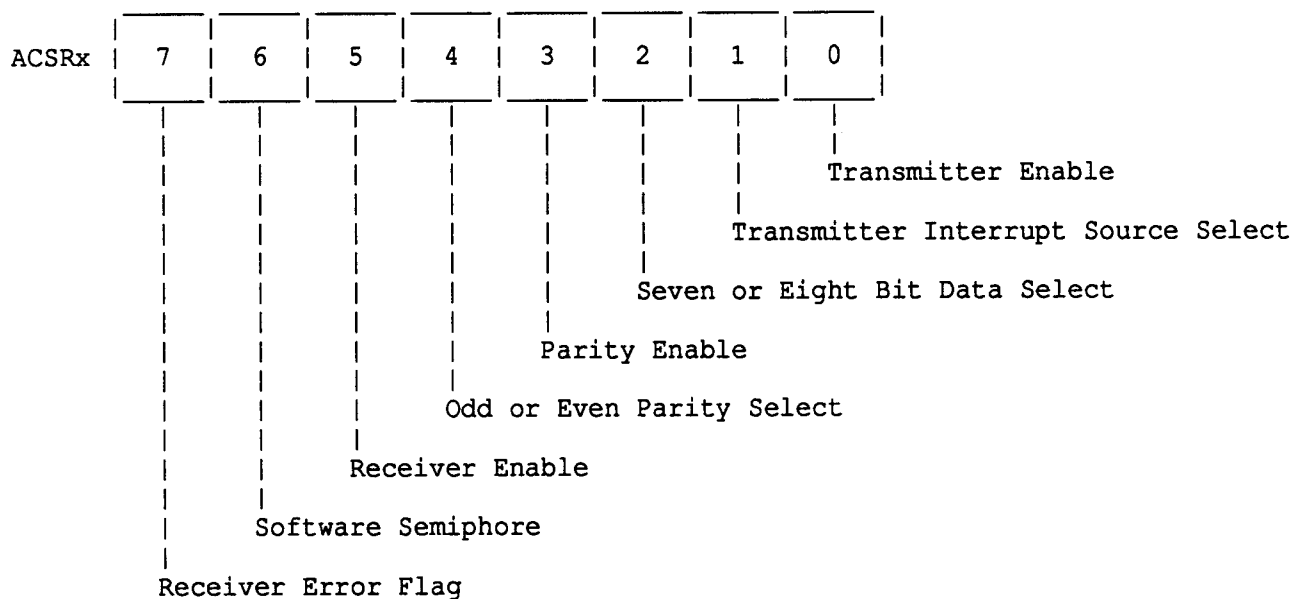 ACSRx 7 6 5 4 3 2 1 0
Transmitter Enable
Transmitter Interrupt Source Select
Seven or Eight Bit Data Select
Parity Enable
Odd or Even Parity Select
Receiver Enable
Software Semiphore
Receiver Error Flag